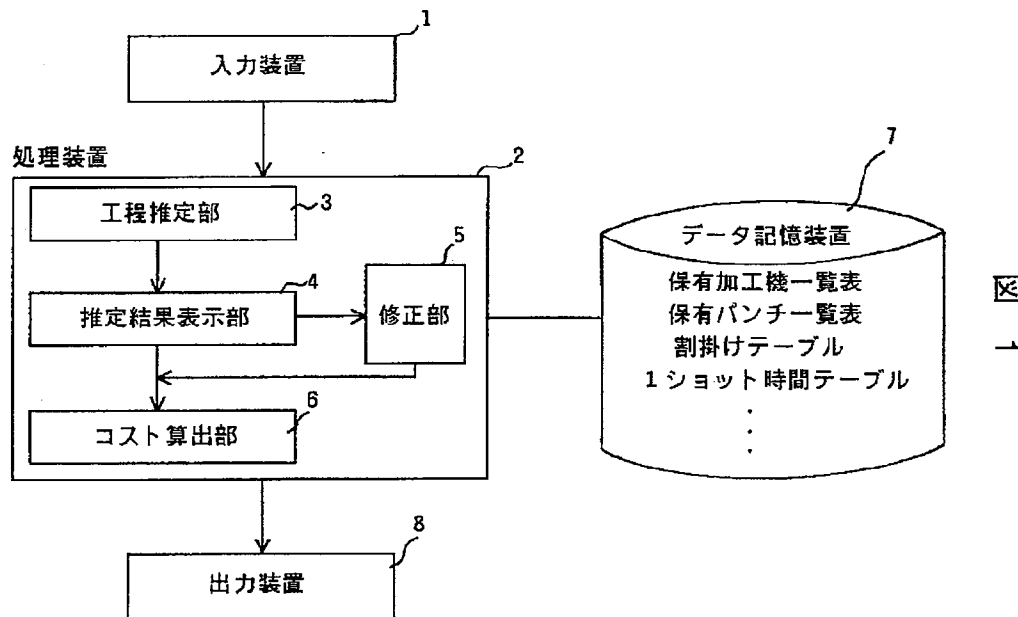 1
入力装置
処理装置
2
工程推定部
3
4
推定結果表示部
5
修正部
6
コスト算出部
7
データ記憶装置
保有加工機一覧表
保有パンチ一覧表
割掛けテーブル
1ショット時間テーブル
図
1
8
出力装置